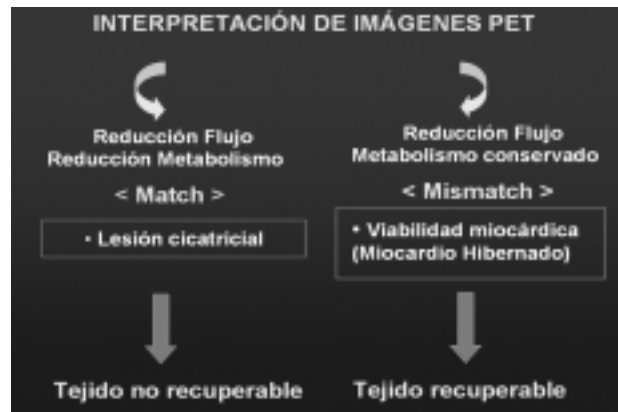 INTERPRETACIÓN DE IMÁGENES PET
Reducción Flujo
Reducción Metabolismo
< Match >
• Lesión cicatricial
Tejido no recuperable
Reducción Flujo
Metabolismo conservado
< Mismatch >
• Viabilidad miocárdica
(Miocardio Hibernado)
Tejido recuperable